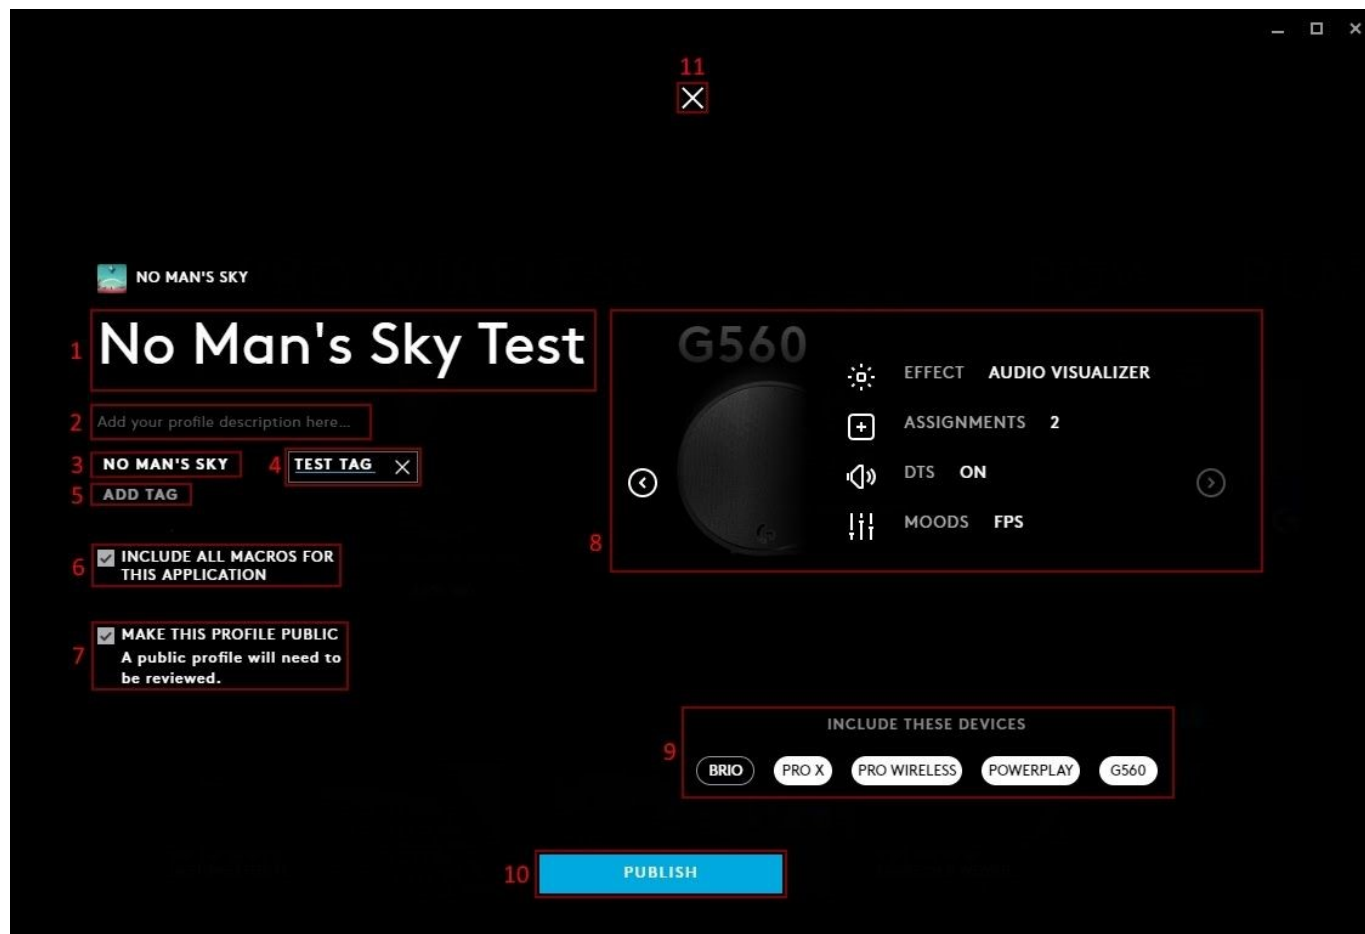 11
NO MAN'S SKY
1 No Man's Sky Test
2 Add your profile description here...
3 NO MAN'S SKY
4 TEST TAG
5 ADD TAG
6 INCLUDE ALL MACROS FOR
THIS APPLICATION
7 MAKE THIS PROFILE PUBLIC
A public profile will need to
be reviewed.
8
G560
EFFECT AUDIO VISUALIZER
ASSIGNMENTS 2
DTS ON
MOODS FPS
9
INCLUDE THESE DEVICES
BRIO PRO X PRO WIRELESS POWERPLAY G560
10 PUBLISH